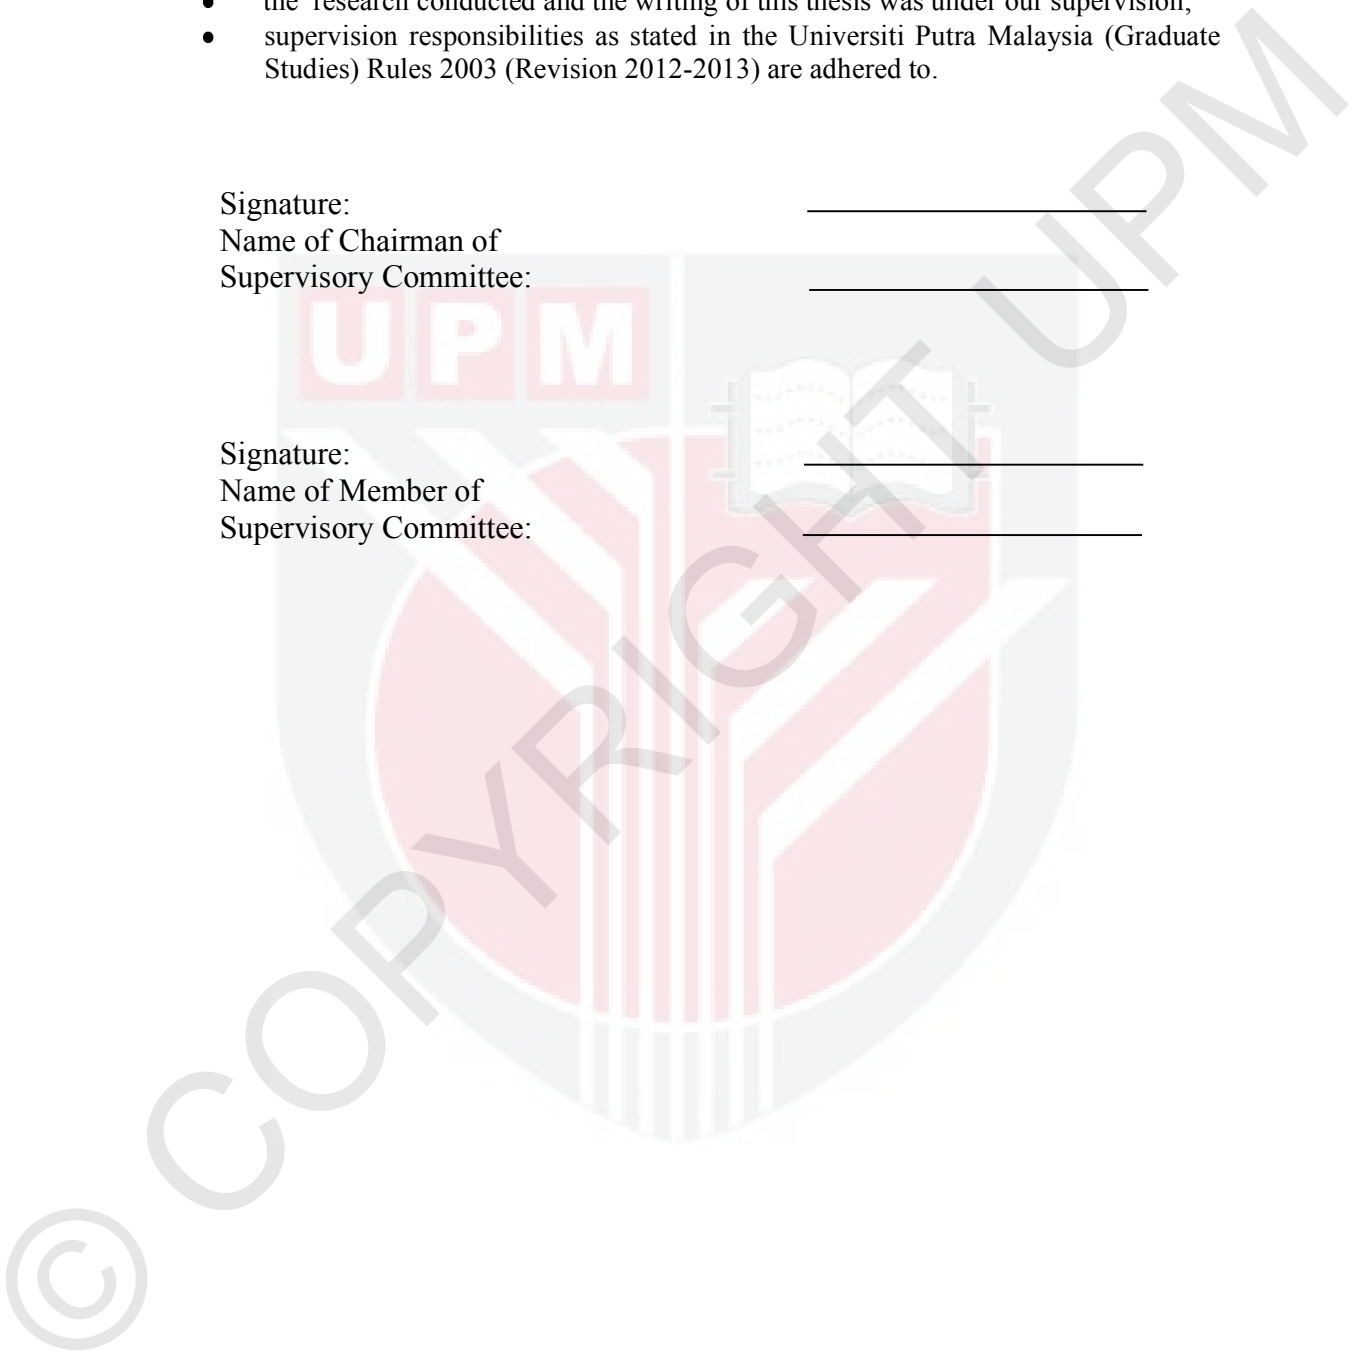 • the research conducted and the writing of this thesis was under our supervision;
• supervision responsibilities as stated in the Universiti Putra Malaysia (Graduate
Studies) Rules 2003 (Revision 2012-2013) are adhered to.
Signature:
Name of Chairman of
Supervisory Committee:
UPM
Signature:
Name of Member of
Supervisory Committee:
© COPYRIGHT UPM